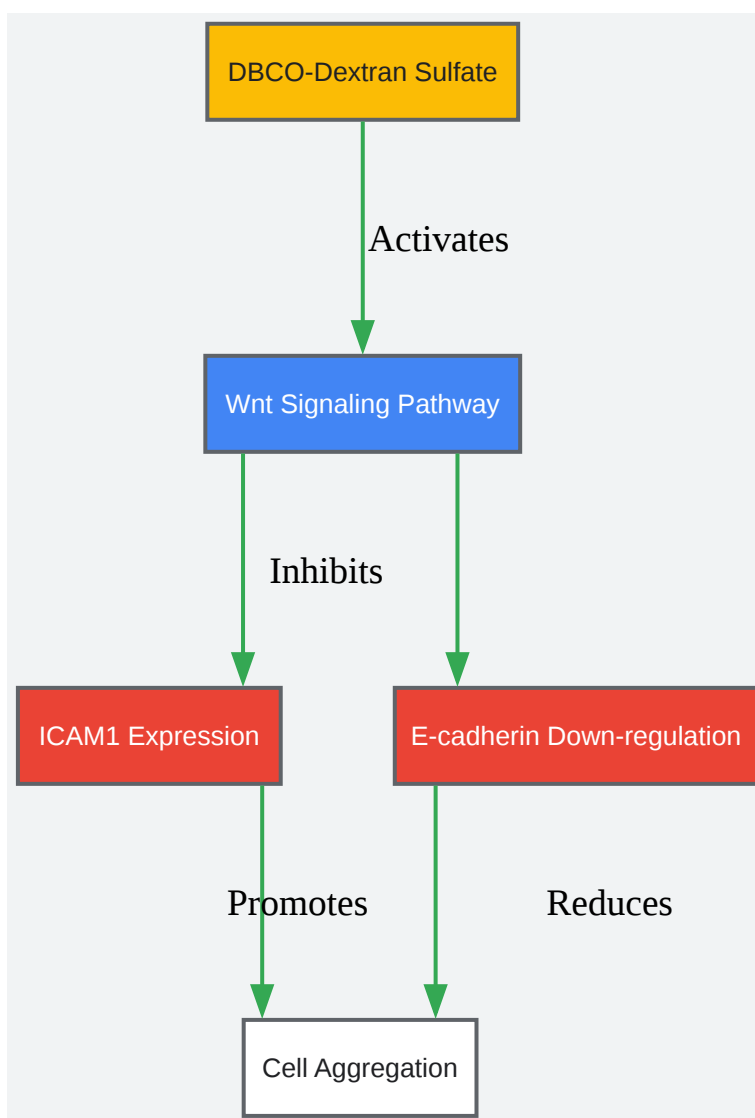 DBCO-Dextran Sulfate
Activates
Wnt Signaling Pathway
Inhibits
ICAM1 Expression
E-cadherin Down-regulation
Promotes
Reduces
Cell Aggregation